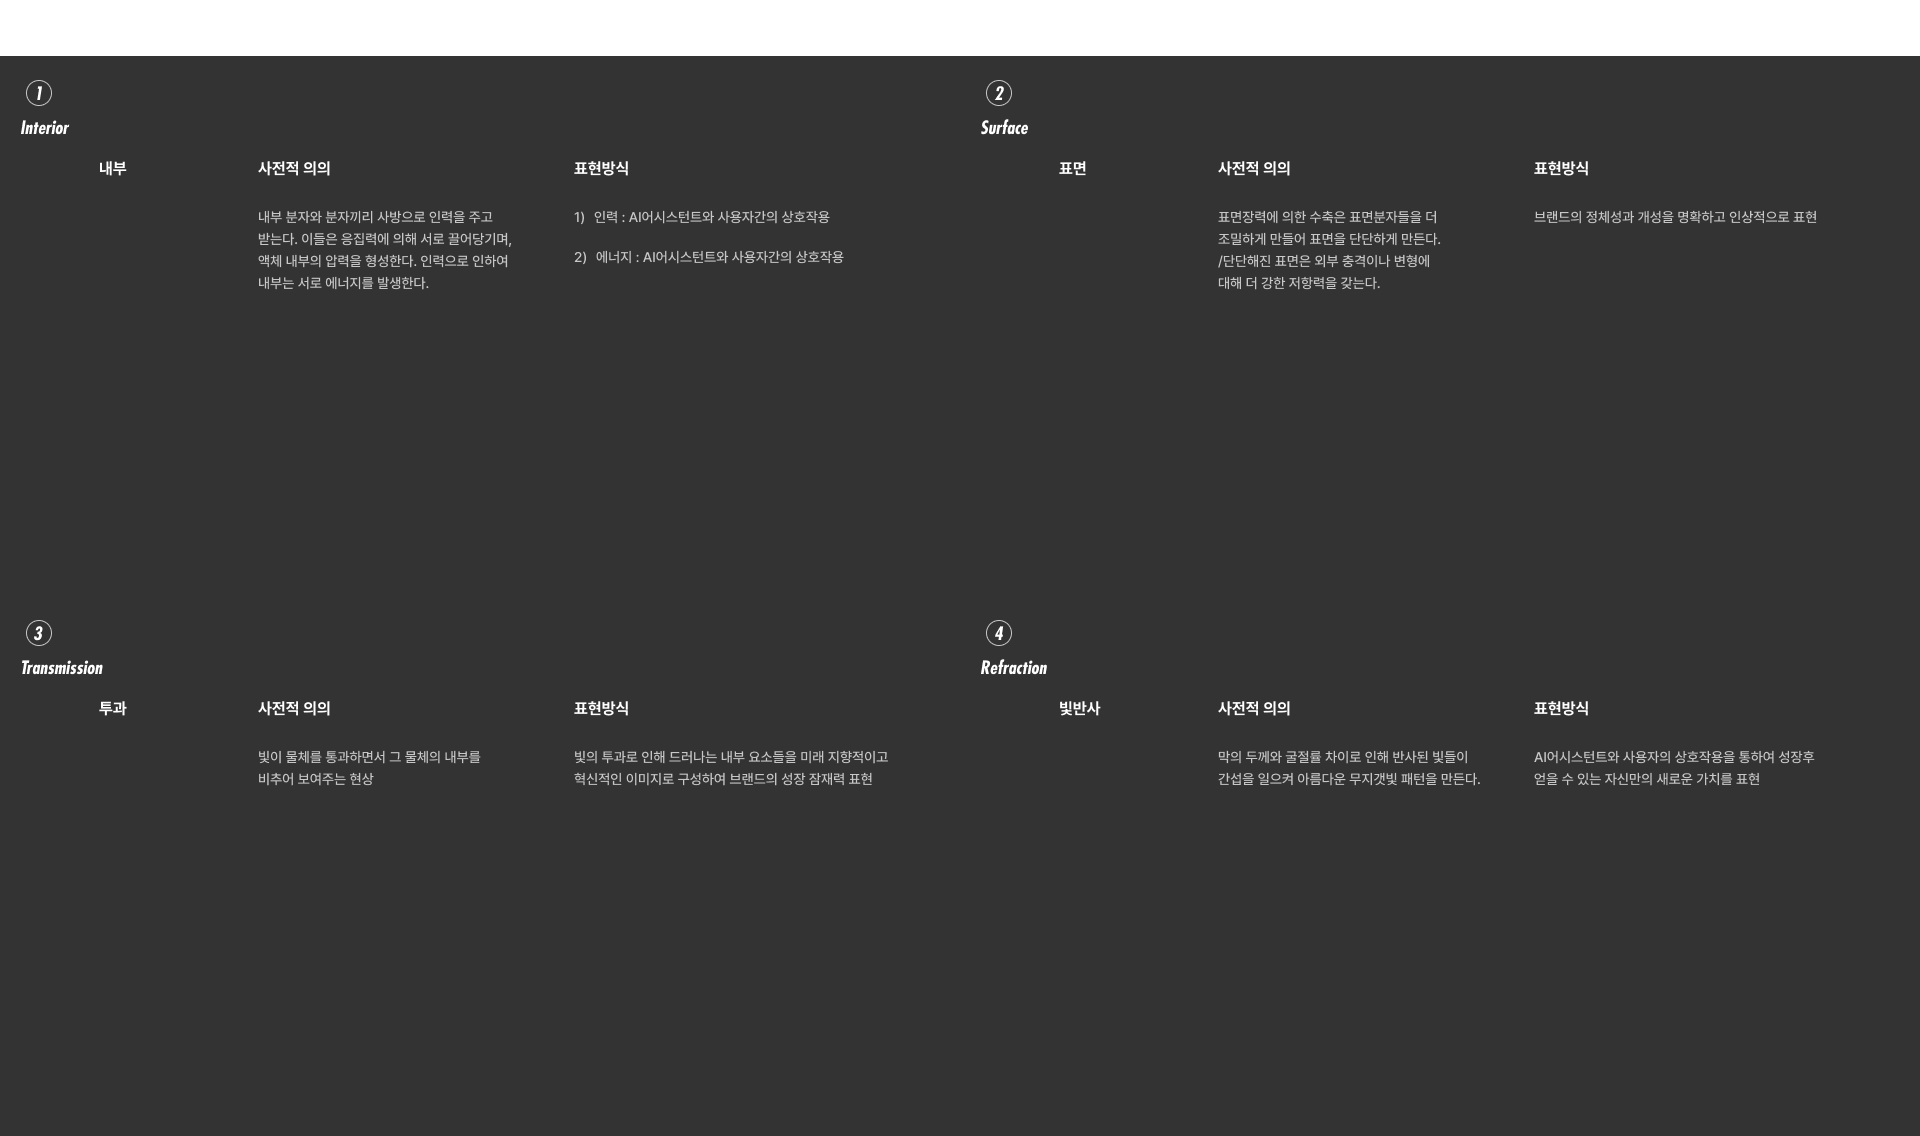 1
Interior
내부
사전적 의의
내부 분자와 분자끼리 사방으로 인력을 주고
받는다. 이들은 응집력에 의해 서로 끌어당기며,
액체 내부의 압력을 형성한다. 인력으로 인하여
내부는 서로 에너지를 발생한다.
표현방식
1) 인력 : AI어시스턴트와 사용자간의 상호작용
2) 에너지 : AI어시스턴트와 사용자간의 상호작용
2
Surface
표면
사전적 의의
표면장력에 의한 수축은 표면분자들을 더
조밀하게 만들어 표면을 단단하게 만든다.
/단단해진 표면은 외부 충격이나 변형에
대해 더 강한 저항력을 갖는다.
표현방식
브랜드의 정체성과 개성을 명확하고 인상적으로 표현
3
Transmission
투과
사전적 의의
빛이 물체를 통과하면서 그 물체의 내부를
비추어 보여주는 현상
표현방식
빛의 투과로 인해 드러나는 내부 요소들을 미래 지향적이고
혁신적인 이미지로 구성하여 브랜드의 성장 잠재력 표현
4
Refraction
빛반사
사전적 의의
막의 두께와 굴절률 차이로 인해 반사된 빛들이
간섭을 일으켜 아름다운 무지갯빛 패턴을 만든다.
표현방식
AI어시스턴트와 사용자의 상호작용을 통하여 성장후
얻을 수 있는 자신만의 새로운 가치를 표현